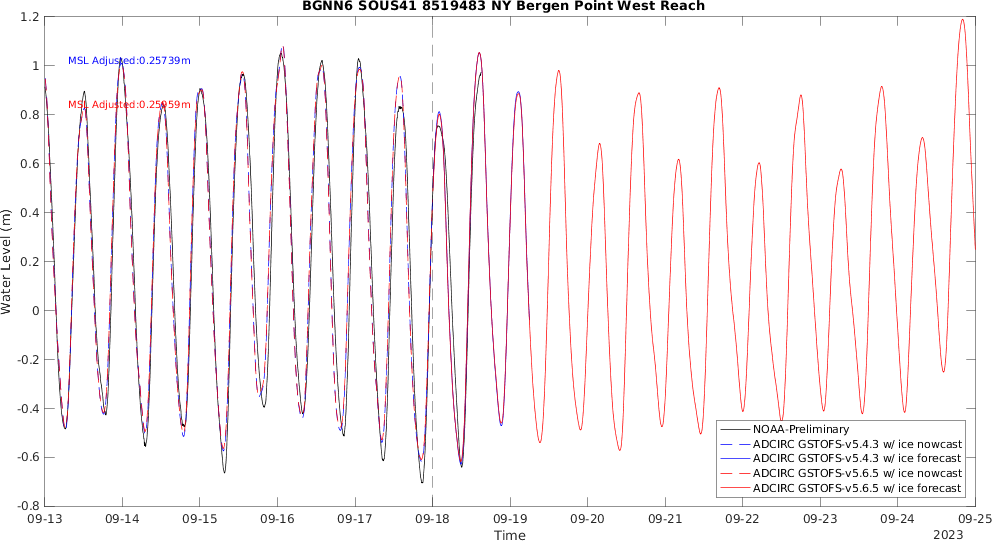 BGNN6 SOUS41 8519483 NY Bergen Point West Reach
1.2
1
0.8
0.6
0.4
0.2
0
-0.2
-0.4
-0.6
-0.8
Water Level (m)
MSL Adjusted:0.25739m
MSL Adjusted:0.25959m
NOAA-Preliminary
ADCIRC GSTOFS-v5.4.3 w/ ice nowcast
ADCIRC GSTOFS-v5.4.3 w/ ice forecast
ADCIRC GSTOFS-v5.6.5 w/ ice nowcast
ADCIRC GSTOFS-v5.6.5 w/ ice forecast
09-13 09-14 09-15 09-16 09-17 09-18 09-19 09-20 09-21 09-22 09-23 09-24 09-25
Time
2023